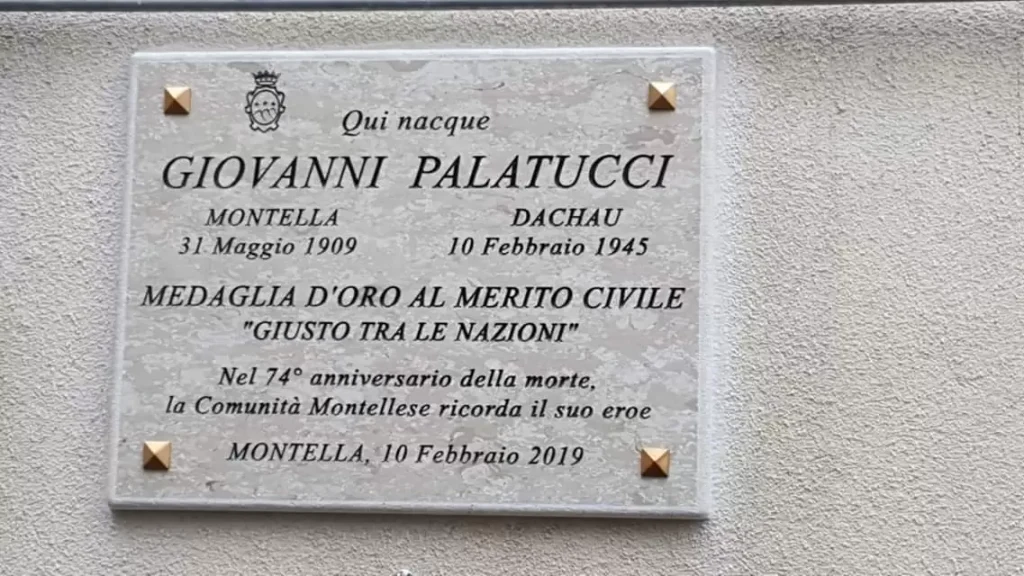 Qui nacque
GIOVANNI PALATUCCI
MONTELLA DACHAU
31 Maggio 1909 10 Febbraio 1945
MEDAGLIA D'ORO AL MERITO CIVILE
"GIUSTO TRA LE NAZIONI"
Nel 74° anniversario della morte,
la Comunità Montellese ricorda il suo eroe
MONTELLA, 10 Febbraio 2019